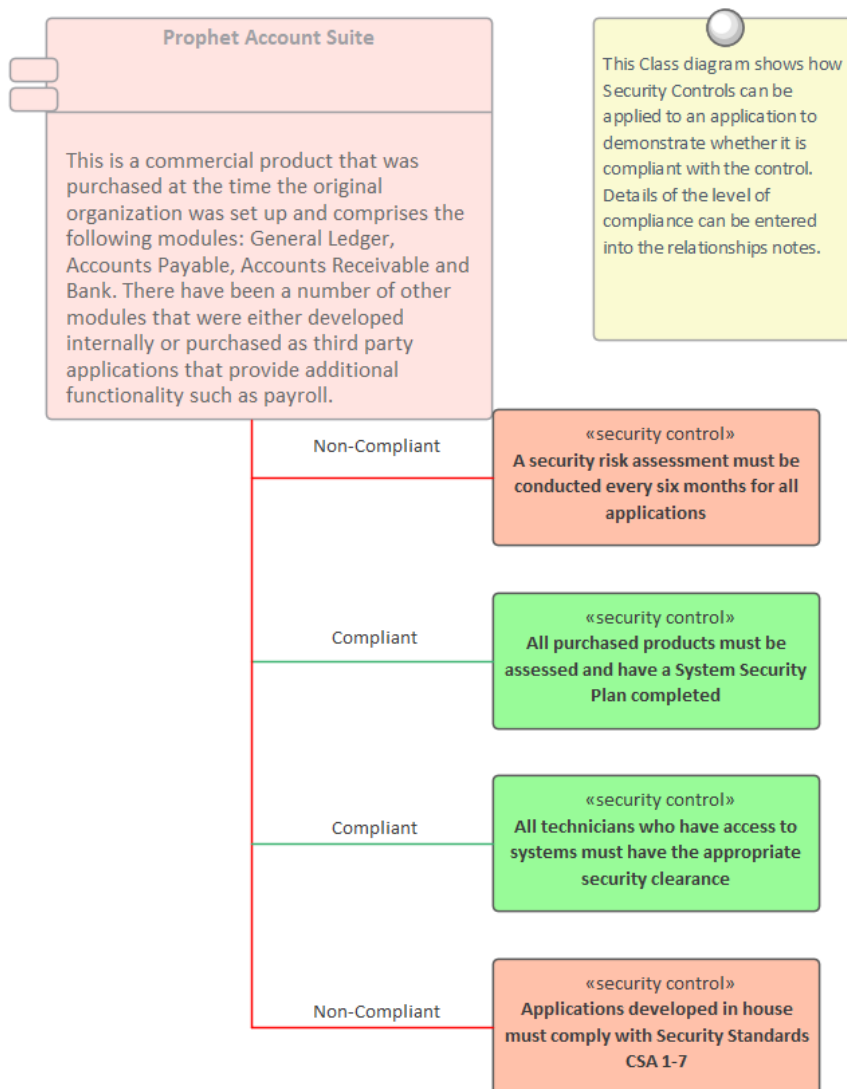 Prophet Account Suite
This is a commercial product that was
purchased at the time the original
organization was set up and comprises the
following modules: General Ledger,
Accounts Payable, Accounts Receivable and
Bank. There have been a number of other
modules that were either developed
internally or purchased as third party
applications that provide additional
functionality such as payroll.
This Class diagram shows how
Security Controls can be
applied to an application to
demonstrate whether it is
compliant with the control.
Details of the level of
compliance can be entered
into the relationships notes.
Non-Compliant
«security control»
A security risk assessment must be
conducted every six months for all
applications
Compliant
«security control»
All purchased products must be
assessed and have a System Security
Plan completed
Compliant
«security control»
All technicians who have access to
systems must have the appropriate
security clearance
Non-Compliant
«security control»
Applications developed in house
must comply with Security Standards
CSA 1-7